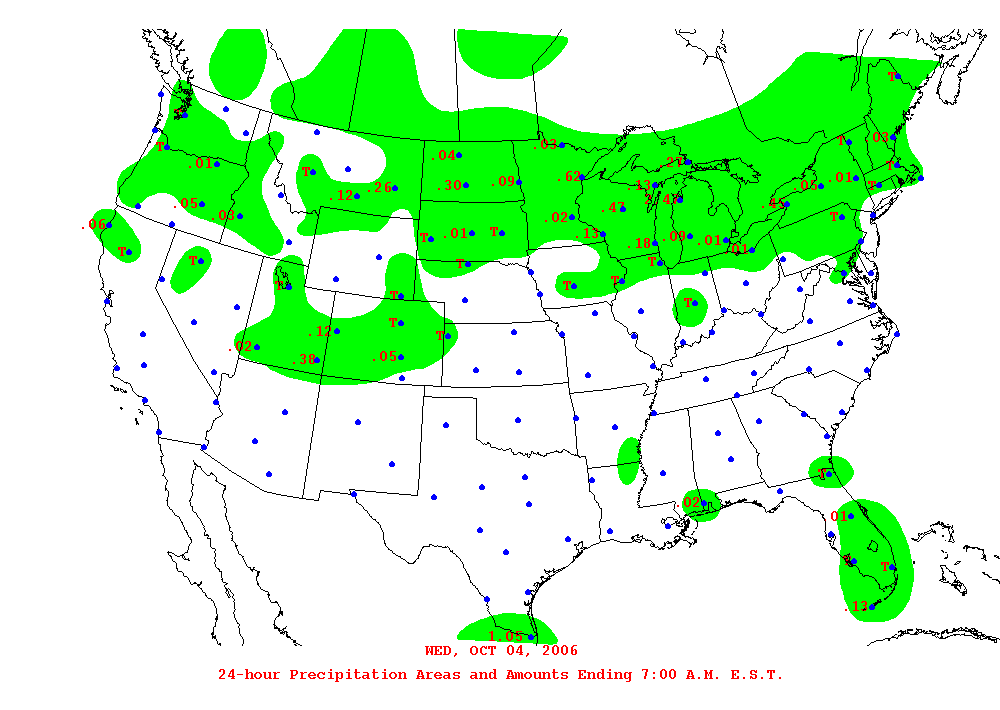 T
.03
T
.03
.04
.27
T
.01
T
.30
.09
.62
.13
.01
T
.05
T
.12
.26
.47
.45
.05
.03
.02
T
.06
T
.01
T
.13
.09
.18
.01
.01
T
T
T
T
T
T
T
T
T
.12
T
T
.02
.38
.05
T
.02
.01
T
.13
1.05
WED, OCT 04, 2006
24-hour Precipitation Areas and Amounts Ending 7:00 A.M. E.S.T.